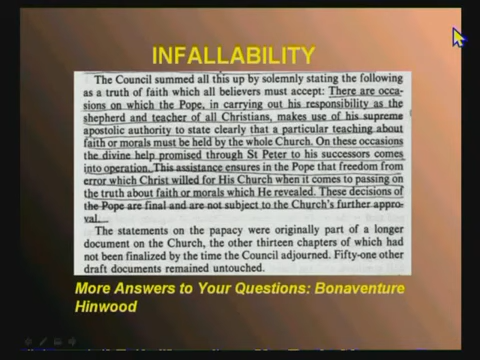 INFALLABILITY
The Council summed all this up by solemnly stating the following
as a truth of faith which all believers must accept: There are occa-
sions on which the Pope, in carrying out his responsibility as the
shepherd and teacher of all Christians, makes use of his supreme
apostolic authority to state clearly that a particular teaching about
faith or morals must be held by the whole Church. On these occasions
the divine help promised through St Peter to his successors comes
into operation. This assistance ensures in the Pope that freedom from
error which Christ willed for His Church when it comes to passing on
the truth about faith or morals which He revealed. These decisions of
the Pope are final and are not subject to the Church's further appro-
val.
The statements on the papacy were originally part of a longer
document on the Church, the other thirteen chapters of which had
not been finalized by the time the Council adjourned. Fifty-one other
draft documents remained untouched.
More Answers to Your Questions: Bonaventure
Hinwood